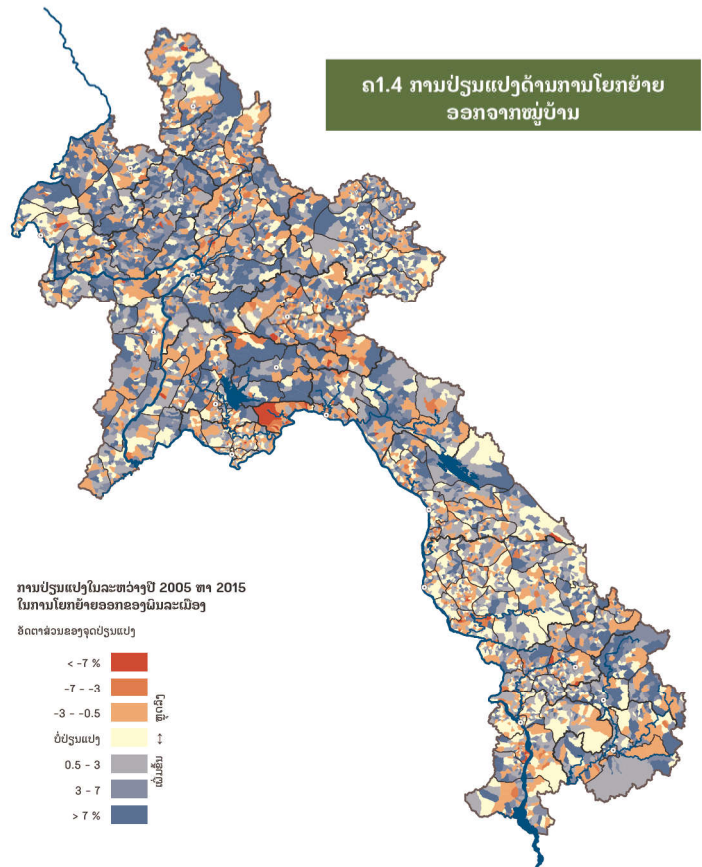 ຄ1.4 ການປ່ຽນແປງດ້ານການໂຍກຍ້າຍ
ອອກຈາກໝູ່ບ້ານ
ການປ່ຽນແປງໃນລະຫວ່າງປີ 2005 ຫາ 2015
ໃນການໂຍກຍ້າຍອອກຂອງພົນລະເມືອງ
ອັດຕາສ່ວນຂອງຈຸດປ່ຽນແປງ
< -7 %
-7 - -3
-3 - -0.5
ບໍ່ປ່ຽນແປງ
0.5 - 3
3 - 7
> 7 %
ຫຼຸດລົງ
↔
ເພີ່ມຂຶ້ນ